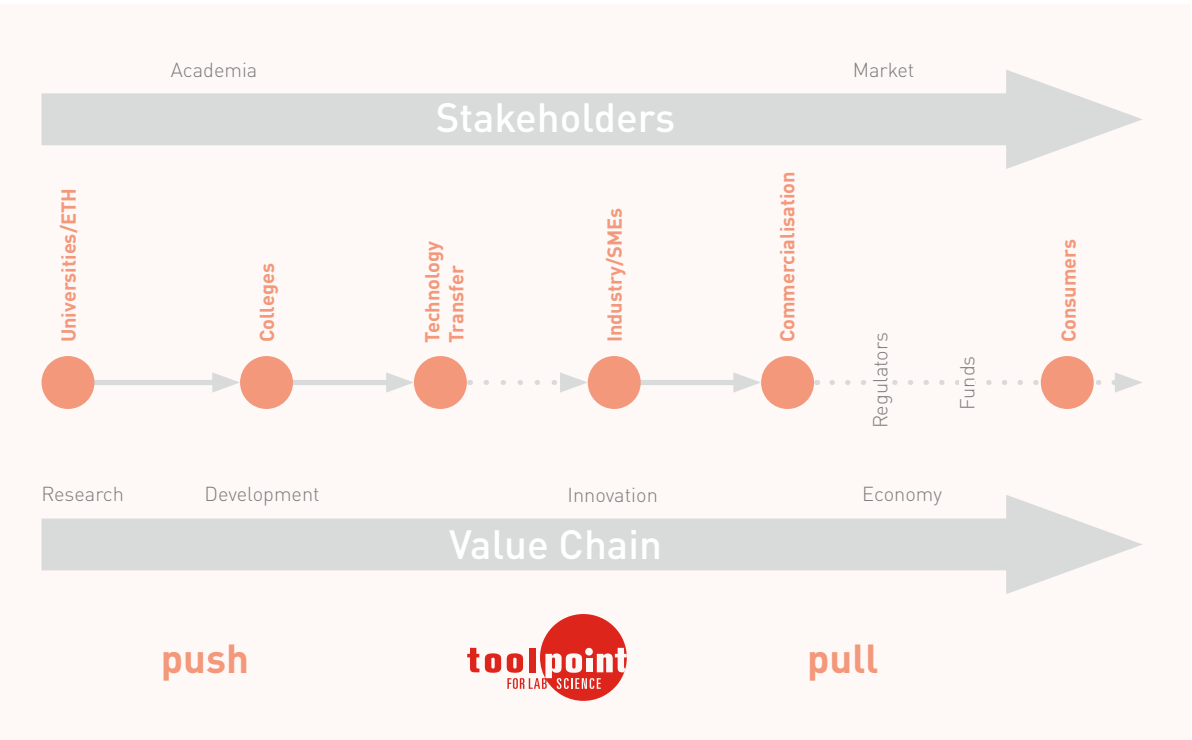 Academia
Market
Stakeholders
Universities/ETH
Colleges
Technology
Transfer
Industry/SMEs
Commercialisation
Regulators
Funds
Consumers
Research
Development
Innovation
Economy
Value Chain
push
toolpoint
FOR LAB SCIENCE
pull